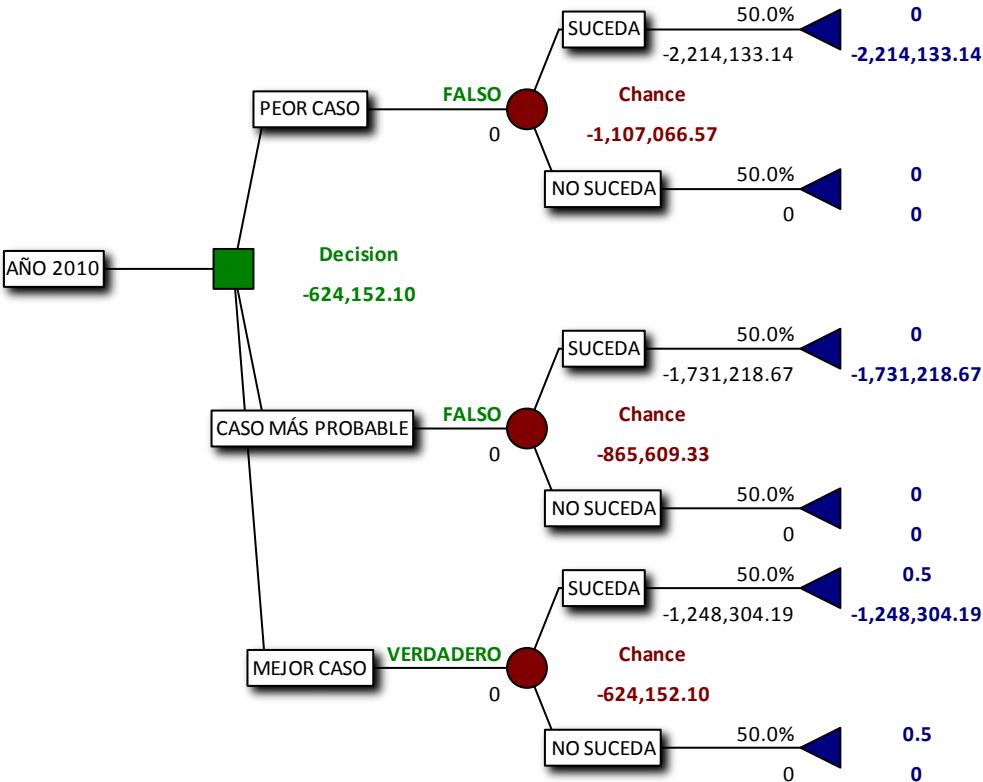 SUCEDA 50.0% 0
-2,214,133.14 -2,214,133.14
PEOR CASO FALSO Chance
0 -1,107,066.57
NO SUCEDA 50.0% 0
0 0
AÑO 2010 Decision
-624,152.10
SUCEDA 50.0% 0
-1,731,218.67 -1,731,218.67
CASO MÁS PROBABLE FALSO Chance
0 -865,609.33
NO SUCEDA 50.0% 0
0 0
SUCEDA 50.0% 0.5
-1,248,304.19 -1,248,304.19
MEJOR CASO VERDADERO Chance
0 -624,152.10
NO SUCEDA 50.0% 0.5
0 0